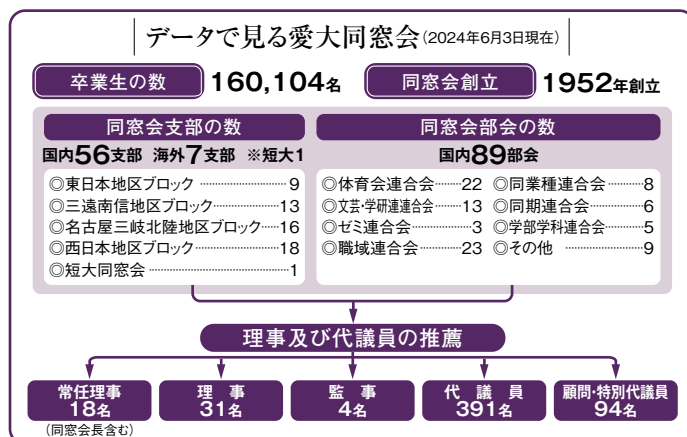 データで見る愛大同窓会(2024年6月3日現在)
卒業生の数 160,104名 同窓会創立 1952年創立
同窓会支部の数
国内56支部 海外7支部 ※短大1
◎東日本地区ブロック 9
◎三遠南信地区ブロック 13
◎名古屋三岐北陸地区ブロック 16
◎西日本地区ブロック 18
◎短大同窓会 1
同窓会部会の数
国内89部会
◎体育会連合会 22
◎文芸・学研連連合会 13
◎ゼミ連合会 3
◎職域連合会 23
◎同業種連合会 8
◎同期連合会 6
◎学部学科連合会 5
◎その他 9
理事及び代議員の推薦
常任理事
18名
(同窓会長含む)
理事
31名
監事
4名
代議員
391名
顧問・特別代議員
94名